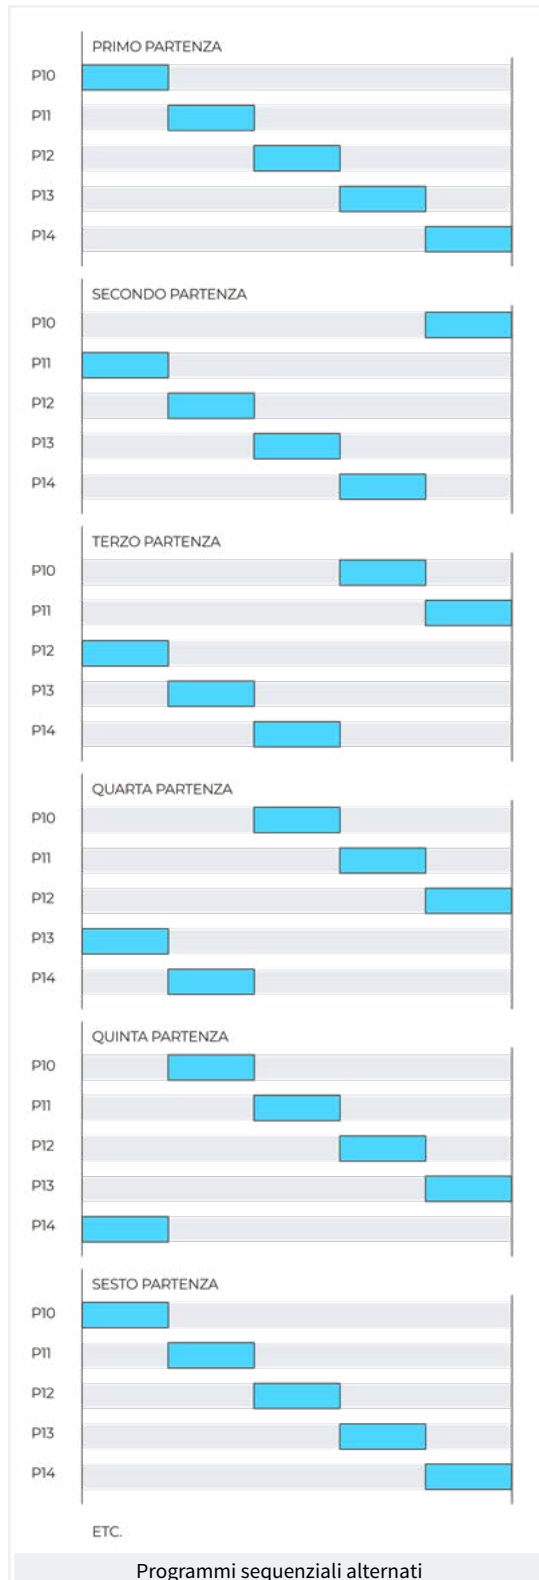 PRIMO PARTENZA
P10
P11
P12
P13
P14
SECONDO PARTENZA
P10
P11
P12
P13
P14
TERZO PARTENZA
P10
P11
P12
P13
P14
QUARTA PARTENZA
P10
P11
P12
P13
P14
QUINTA PARTENZA
P10
P11
P12
P13
P14
SESTO PARTENZA
P10
P11
P12
P13
P14
ETC.
Programmi sequenziali alternati